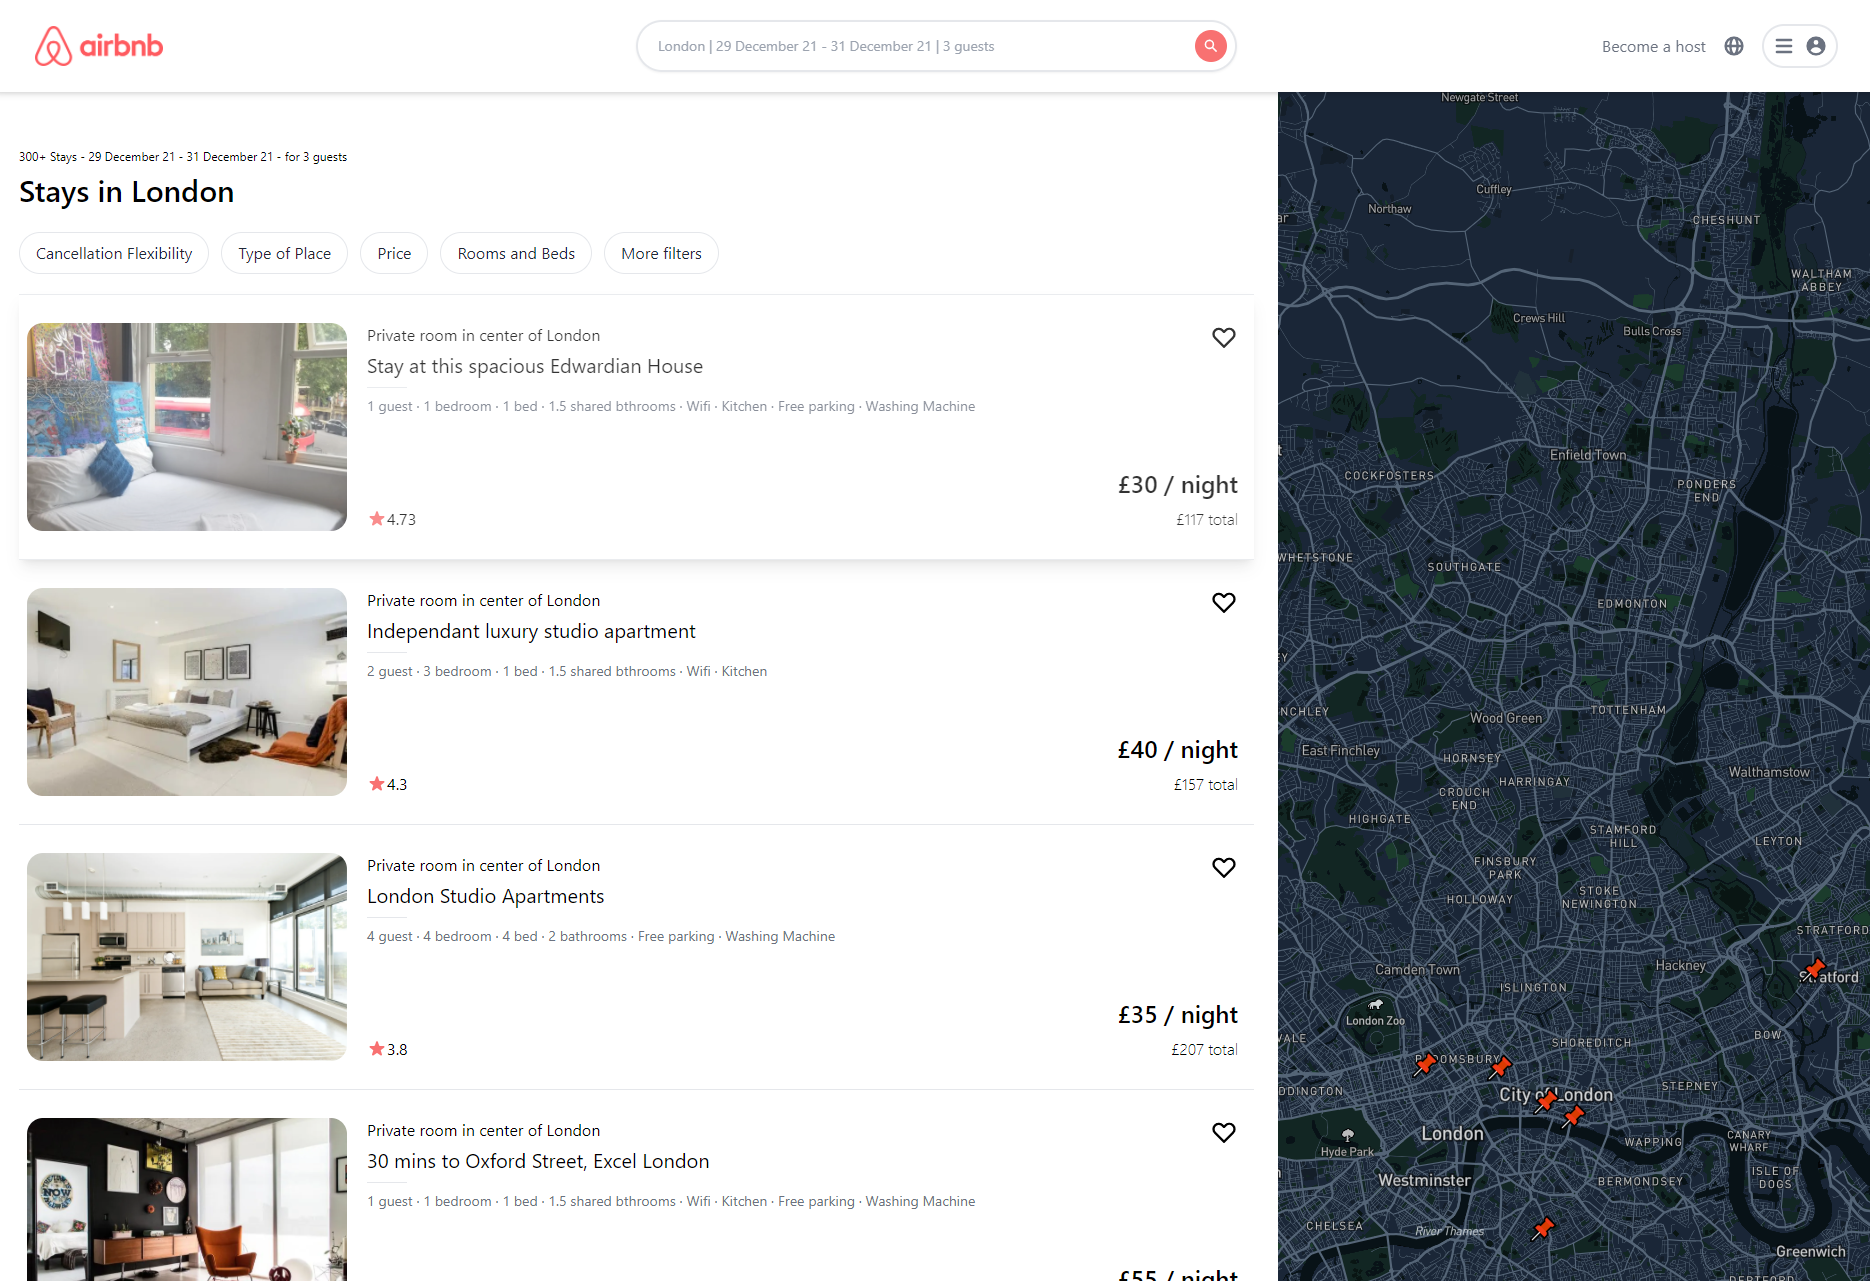 airbnb
London | 29 December 21 - 31 December 21 | 3 guests
Become a host
300+ Stays - 29 December 21 - 31 December 21 - for 3 guests
Stays in London
Cancellation Flexibility
Type of Place
Price
Rooms and Beds
More filters
Private room in center of London
Stay at this spacious Edwardian House
1 guest · 1 bedroom · 1 bed · 1.5 shared bthrooms · Wifi · Kitchen · Free parking · Washing Machine
£30 / night
4.73
£117 total
Private room in center of London
Independant luxury studio apartment
2 guest · 3 bedroom · 1 bed · 1.5 shared bthrooms · Wifi · Kitchen
£40 / night
4.3
£157 total
Private room in center of London
London Studio Apartments
4 guest · 4 bedroom · 4 bed · 2 bathrooms · Free parking · Washing Machine
£35 / night
3.8
£207 total
NOW
Private room in center of London
30 mins to Oxford Street, Excel London
1 guest · 1 bedroom · 1 bed · 1.5 shared bthrooms · Wifi · Kitchen · Free parking · Washing Machine
£55 / night
Newgate Street
Cuffley
Northaw
CHESHUNT
WALTHAM
ABBEY
Crews Hill
Bulls Cross
Enfield Town
COCKFOSTERS
PONDERS
END
WHETSTONE
SOUTHGATE
EDMONTON
NCHLEY
TOTTENHAM
Wood Green
East Finchley
HORNSEY
Walthamstow
HARRINGAY
CROUCH
END
HIGHGATE
STAMFORD
HILL
LEYTON
FINSBURY
PARK
STOKE
NEWINGTON
HOLLOWAY
STRATFORD
Camden Town
Hackney
Stratford
ISLINGTON
London Zoo
VALE
BOW
SHOREDITCH
BLOOMSBURY
STEPNEY
DDINGTON
City of London
London
WAPPING
CANARY
WHARF
Hyde Park
Westminster
BERMONDSEY
ISLE OF
DOGS
CHELSEA
River Thames
Greenwich
DEPTFORD